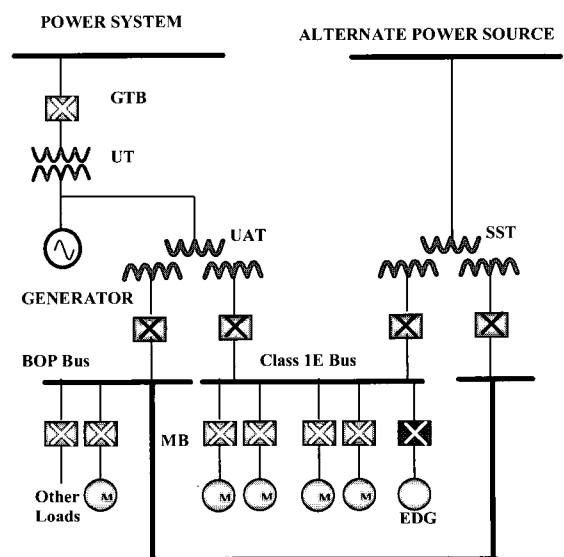 POWER SYSTEM
ALTERNATE POWER SOURCE
GTB
UT
UAT
SST
GENERATOR
BOP Bus
Class 1E Bus
MB
M
M
M
M
M
Other
Loads
EDG